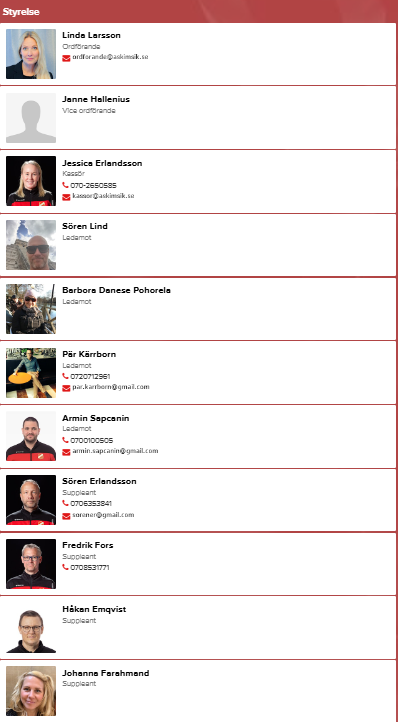 Styrelse
Linda Larsson
Ordförande
ordforande@askimsik.se
Janne Hallenius
Vice ordförande
Jessica Erlandsson
Kassör
070-2650585
kassor@askimsik.se
Sören Lind
Ledamot
Barbora Danese Pohorela
Ledamot
Pär Kärrborn
Ledamot
0720712961
par.karrborn@gmail.com
Armin Sapcanin
Ledamot
0700100505
armin.sapcanin@gmail.com
Sören Erlandsson
Suppleant
0706353841
sorener@gmail.com
Fredrik Fors
Suppleant
0708531771
Håkan Emqvist
Suppleant
Johanna Farahmand
Suppleant